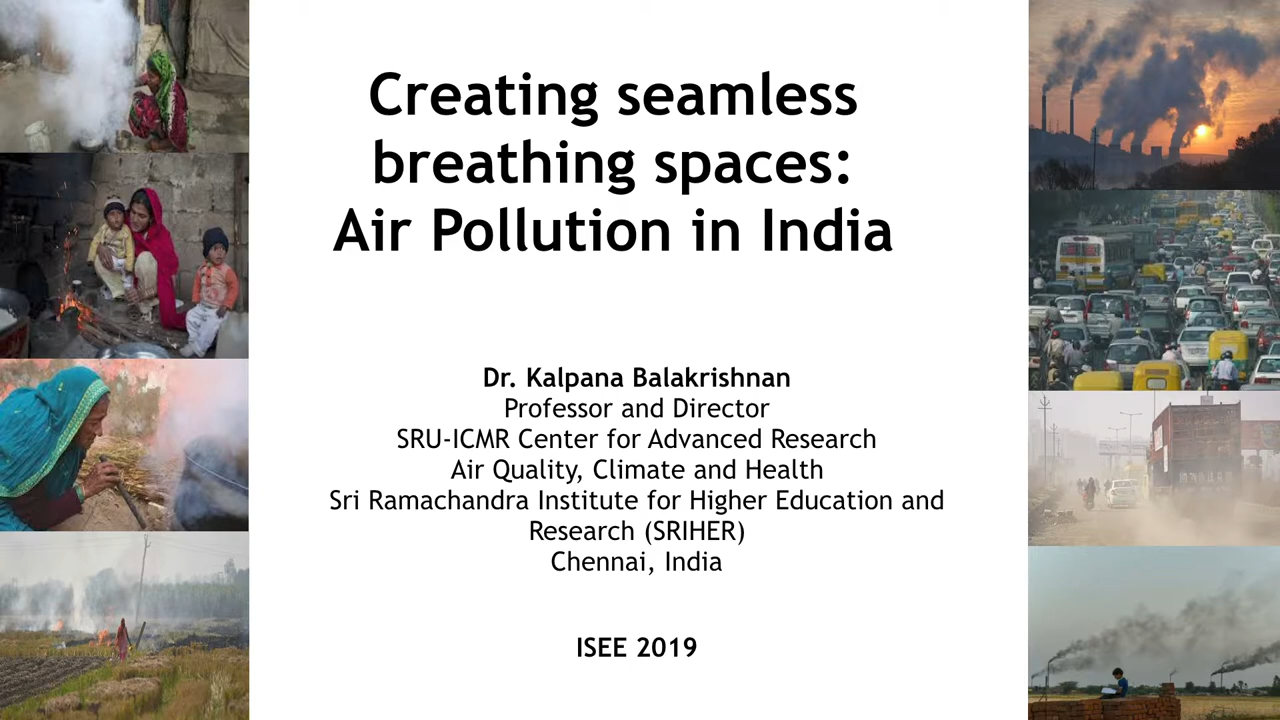 Creating seamless
breathing spaces:
Air Pollution in India
Dr. Kalpana Balakrishnan
Professor and Director
SRU-ICMR Center for Advanced Research
Air Quality, Climate and Health
Sri Ramachandra Institute for Higher Education and
Research (SRIHER)
Chennai, India
ISEE 2019